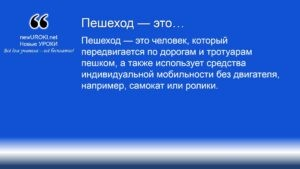 Пешеход — это…
newUROKI.net
Новые УРОКИ
Всё для учителя – всё бесплатно!
Пешеход — это человек, который
передвигается по дорогам и тротуарам
пешком, а также использует средства
индивидуальной мобильности без двигателя,
например, самокат или ролики.